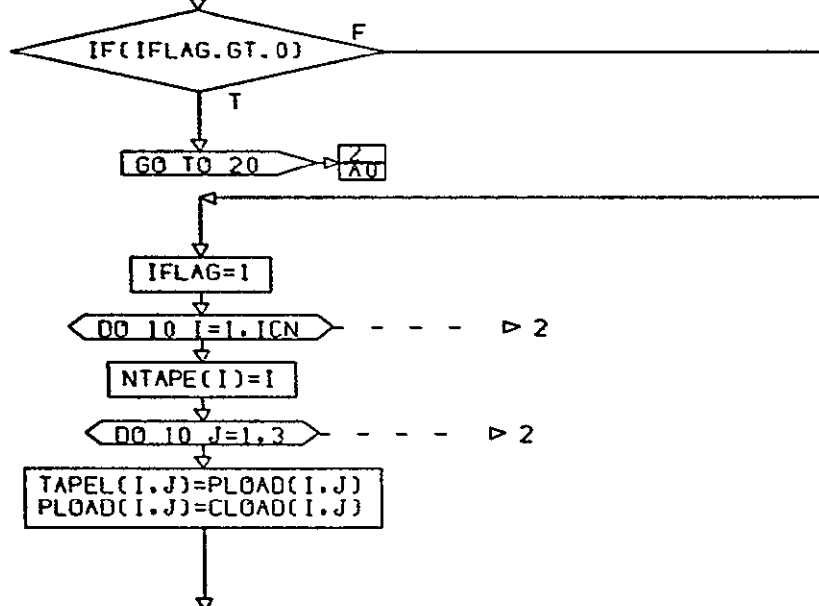 IF(IFLAG.GT.0)
F
T
GO TO 20
2
A0
IFLAG=1
DO 10 I=1,ICN
2
NTAPE(I)=I
DO 10 J=1,3
2
TAPEL(I,J)=PLOAD(I,J)
PLOAD(I,J)=CLOAD(I,J)